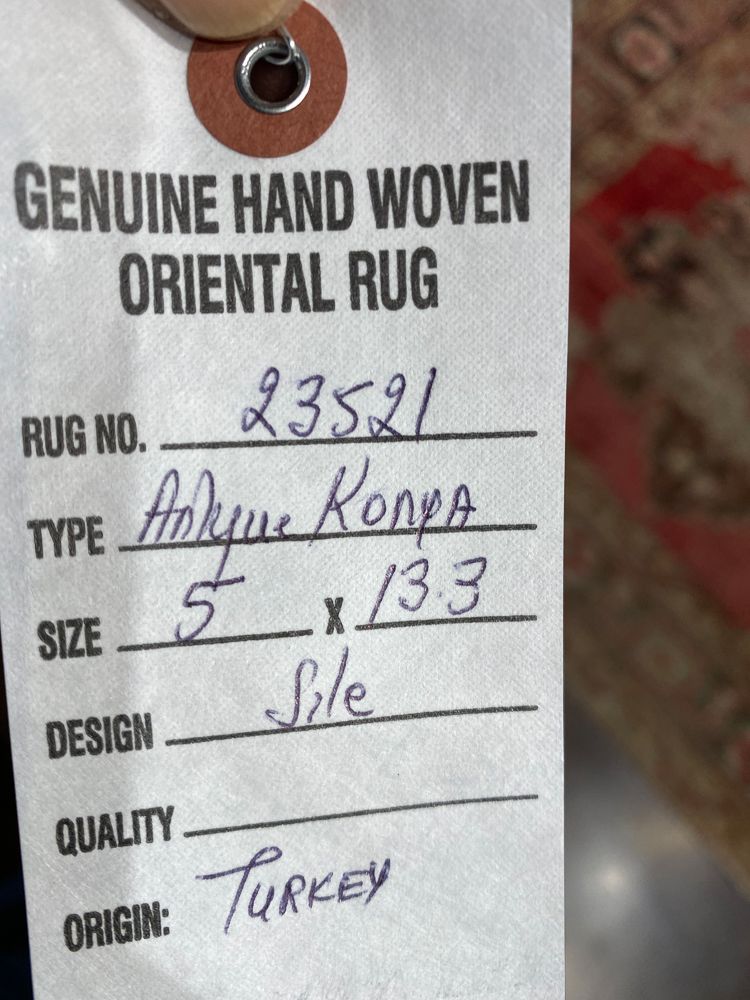 GENUINE HAND WOVEN
ORIENTAL RUG
RUG NO. 23521
TYPE Antique Konya
SIZE 5 X 13.3
DESIGN Sile
QUALITY
ORIGIN: TURKEY